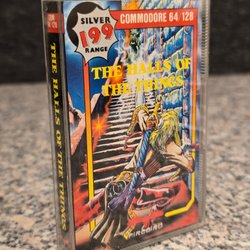 SILVER
199
RANGE
COMMODORE 64/128
THE HALLS OF
THE THINGS
FIREBIRD
THE HALLS OF THE THINGS